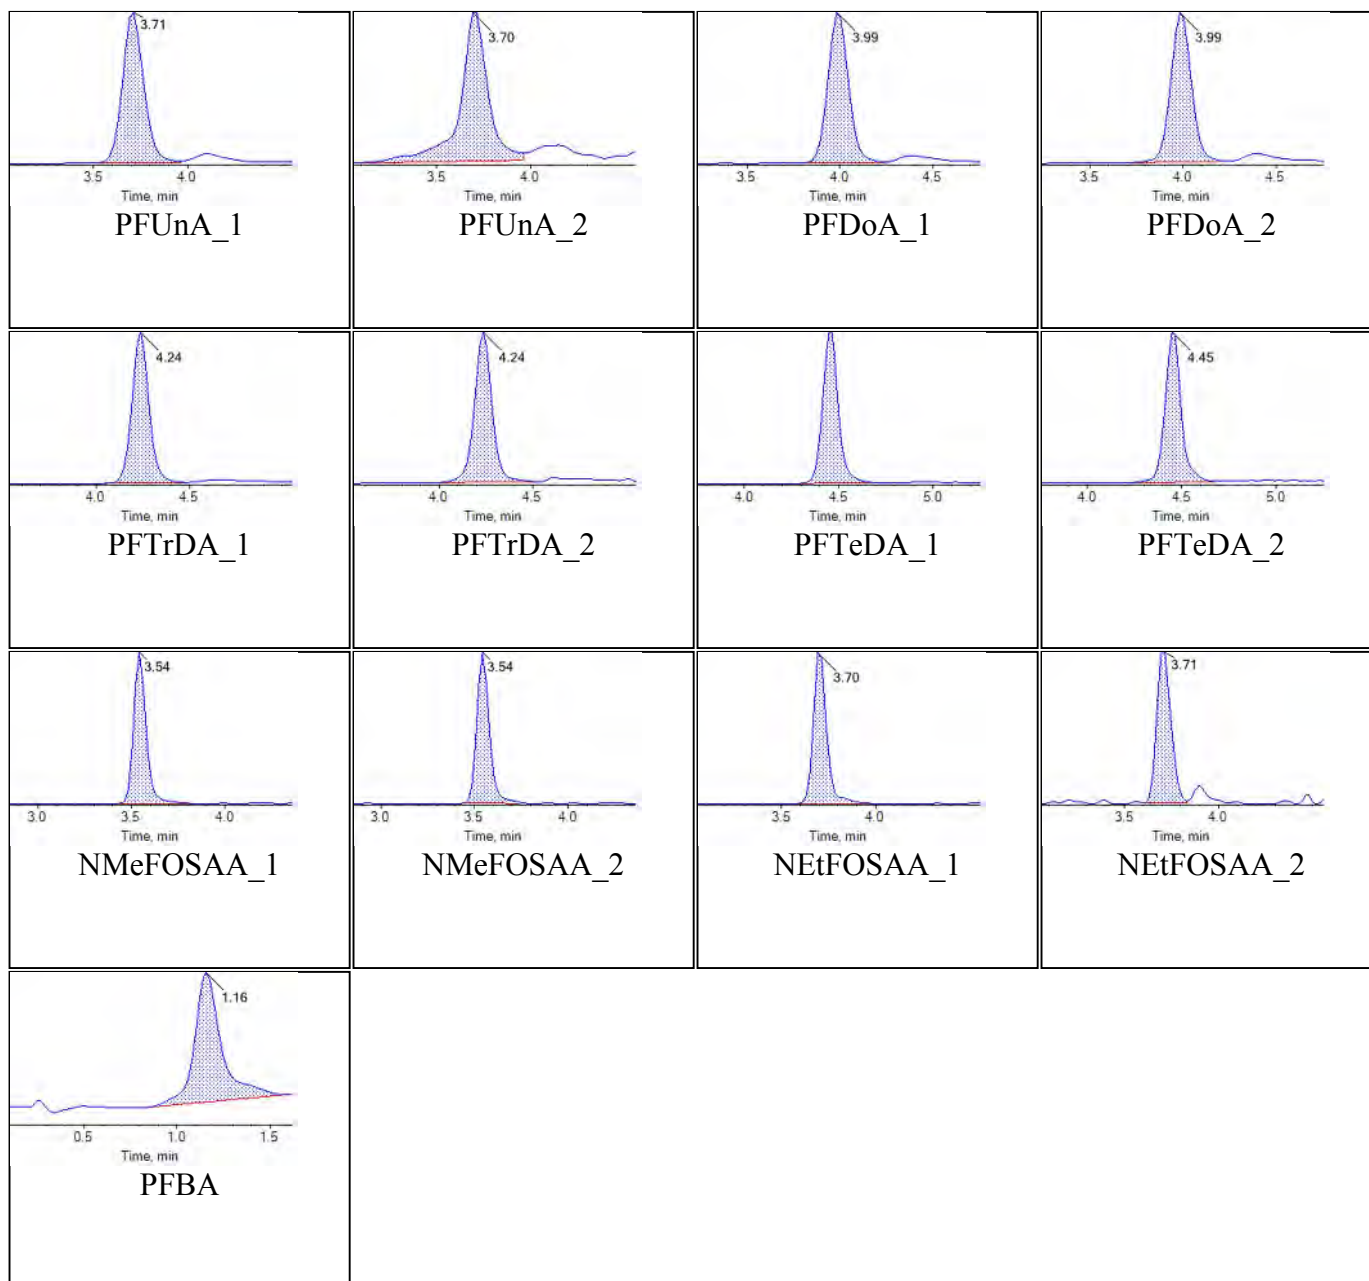 3.71
3.5 4.0
Time, min
PFUnA_1
3.70
3.5 4.0
Time, min
PFUnA_2
3.99
3.5 4.0 4.5
Time, min
PFDoA_1
3.99
3.5 4.0 4.5
Time, min
PFDoA_2
4.24
4.0 4.5
Time, min
PFTrDA_1
4.24
4.0 4.5
Time, min
PFTrDA_2
4.0 4.5 5.0
Time, min
PFTeDA_1
4.45
4.0 4.5 5.0
Time, min
PFTeDA_2
3.54
3.0 3.5 4.0
Time, min
NMeFOSAA_1
3.54
3.0 3.5 4.0
Time, min
NMeFOSAA_2
3.70
3.5 4.0
Time, min
NEtFOSAA_1
3.71
3.5 4.0
Time, min
NEtFOSAA_2
1.16
0.5 1.0 1.5
Time, min
PFBA